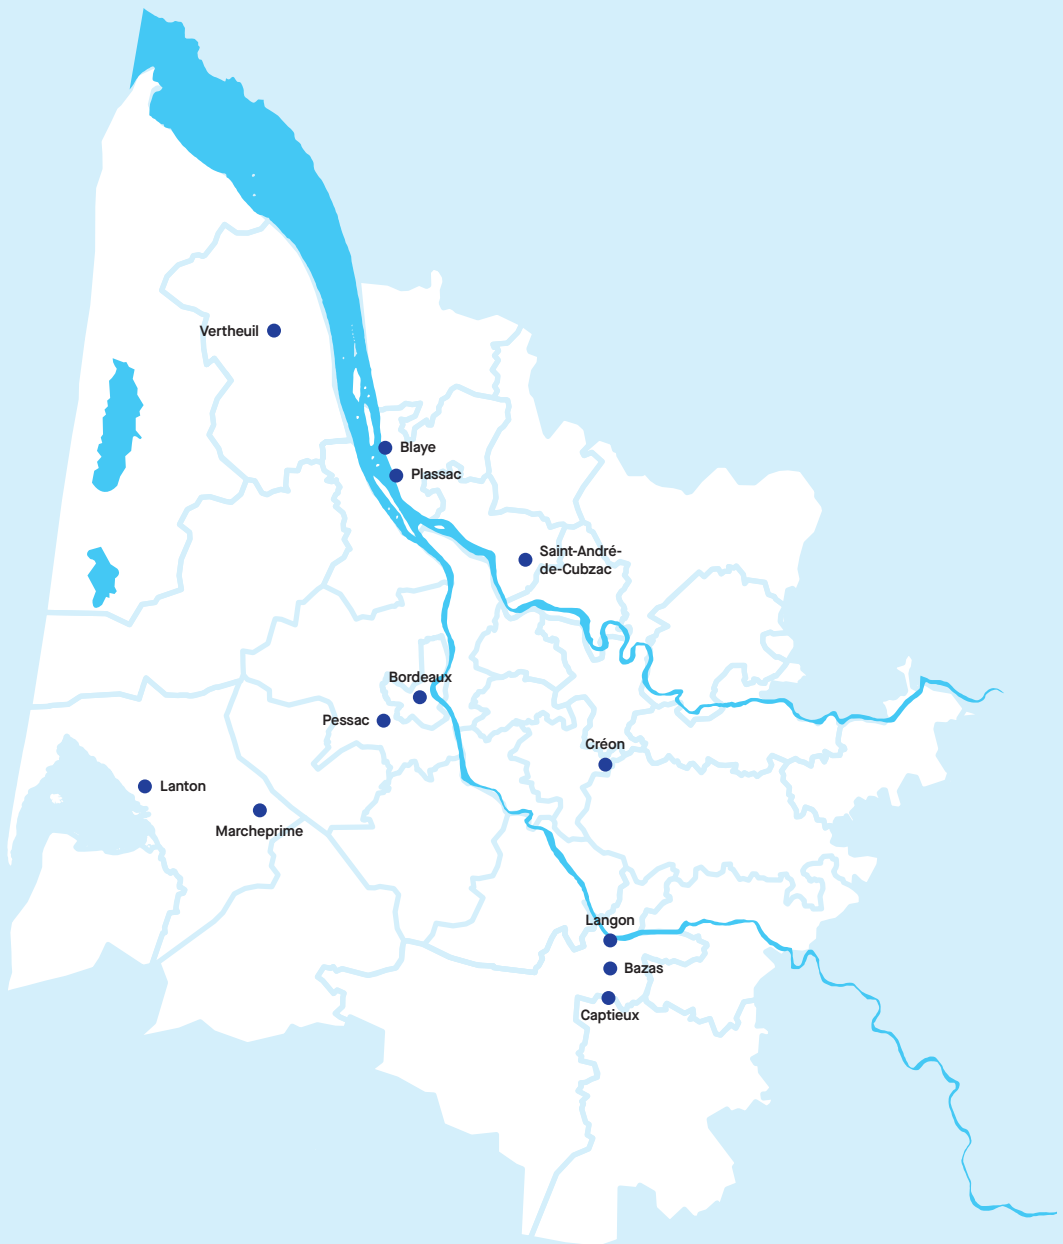 Vertheuil
Blaye
Plassac
Saint-André-
de-Cubzac
Bordeaux
Pessac
Créon
Lanton
Marcheprime
Langon
Bazas
Captieux